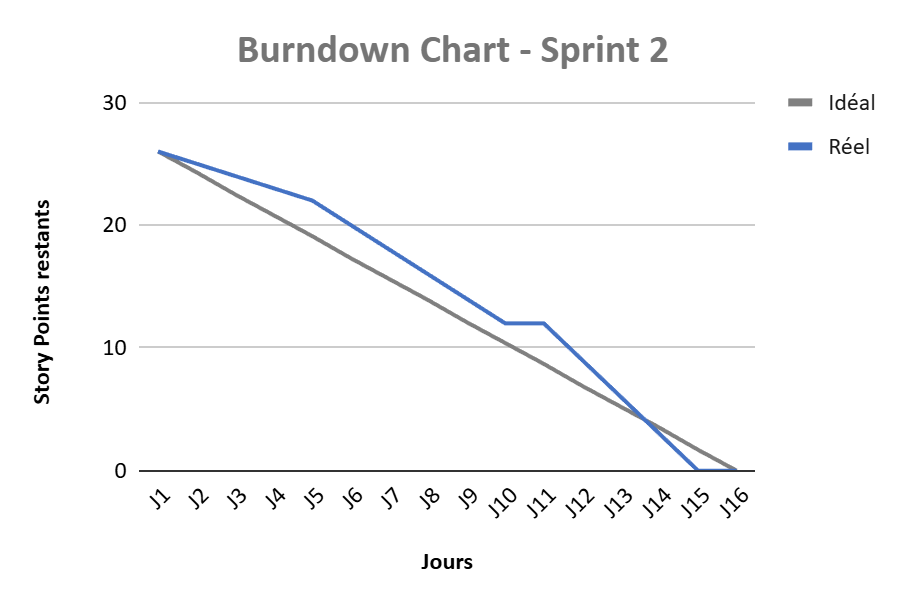 Burndown Chart - Sprint 2
Idéal
Réel
Story Points restants
30
20
10
0
J1 J2 J3 J4 J5 J6 J7 J8 J9 J10 J11 J12 J13 J14 J15 J16
Jours